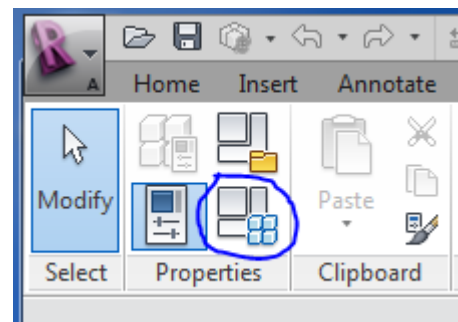 R
A
Home Insert Annotate
Modify
Paste
Select Properties Clipboard